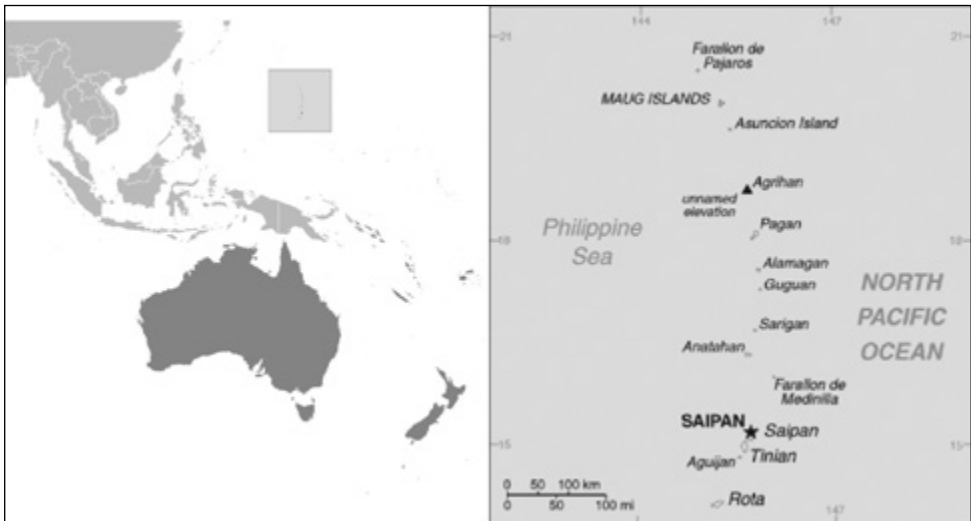 144 147
21 21
Farallon de
Pajaros
MAUG ISLANDS
Asuncion Island
Agrihan
unnamed
elevation
Pagan
Philippine
Sea
18 18
Alamagan
Guguan
NORTH
PACIFIC
OCEAN
Sarigan
Anatahan
Farallon de
Medinilla
SAIPAN Saipan
15 15
Aguijan Tinian
0 50 100 km
0 50 100 mi
Rota
147